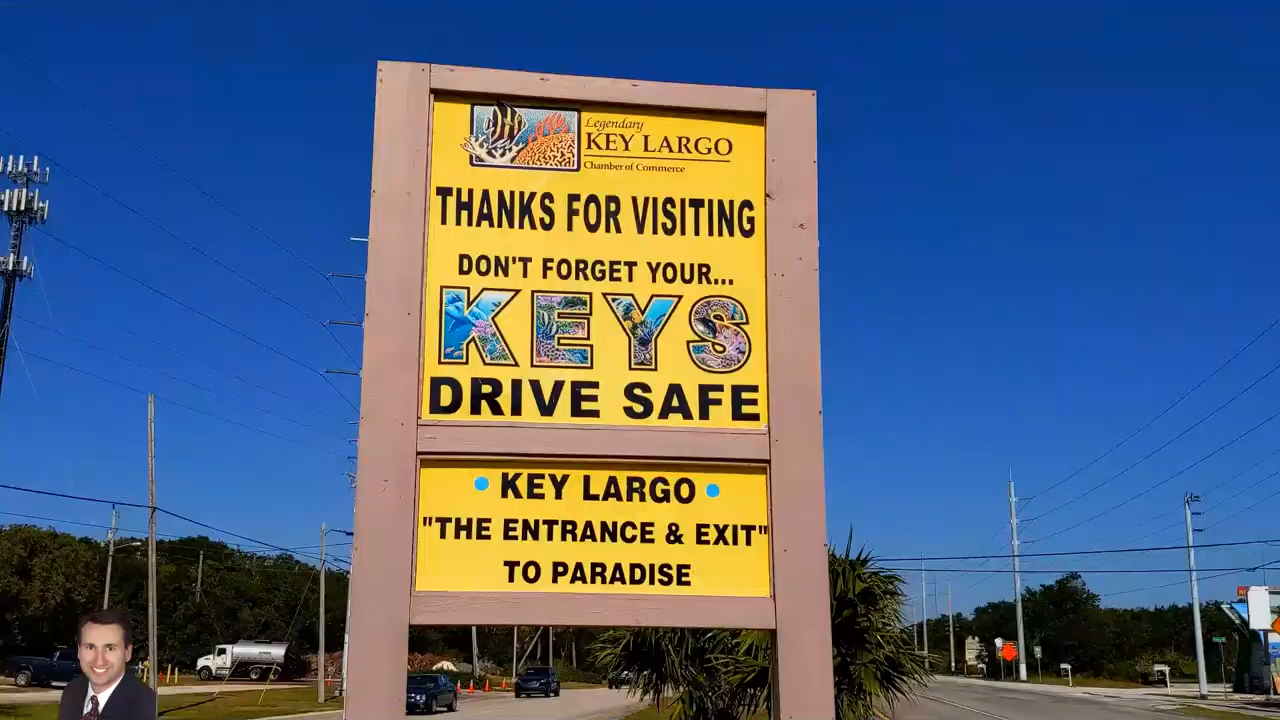 Legendary
KEY LARGO
Chamber of Commerce
THANKS FOR VISITING
DON'T FORGET YOUR...
KEYS
DRIVE SAFE
• KEY LARGO •
"THE ENTRANCE & EXIT"
TO PARADISE